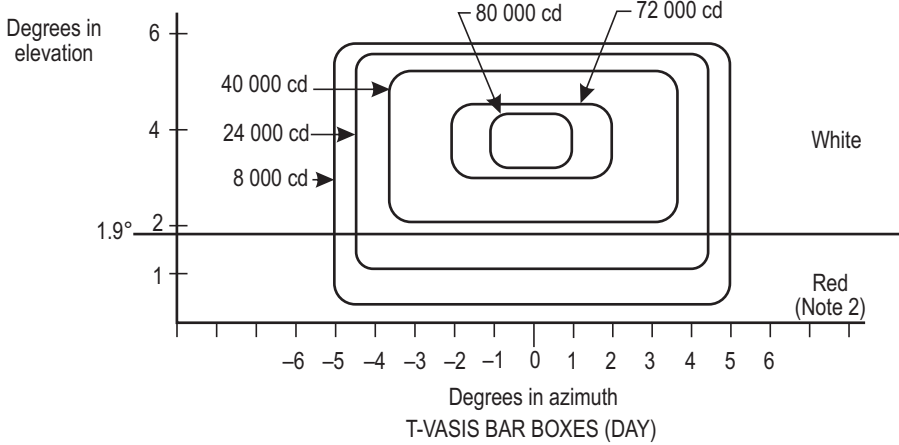 Degrees in
elevation
80 000 cd
72 000 cd
6
40 000 cd
4
24 000 cd
White
8 000 cd
1.9°
2
1
Red
(Note 2)
–6 –5 –4 –3 –2 –1 0 1 2 3 4 5 6
Degrees in azimuth
T-VASIS BAR BOXES (DAY)